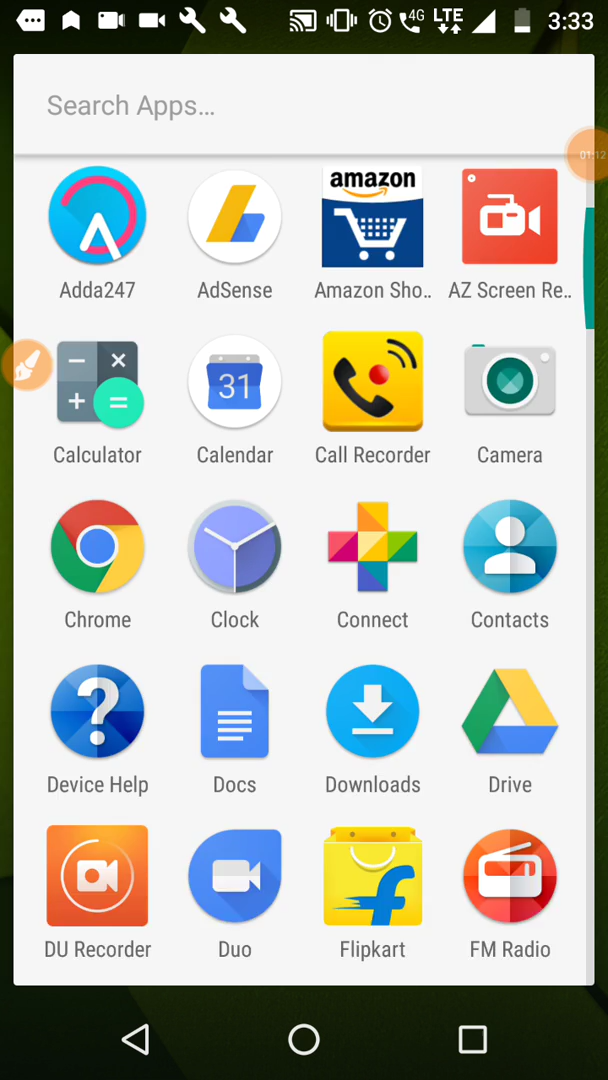 4G LTE 3:33
Search Apps...
01:12
amazon
Adda247 AdSense Amazon Sho.. AZ Screen Re..
31
Calculator Calendar Call Recorder Camera
Chrome Clock Connect Contacts
Device Help Docs Downloads Drive
DU Recorder Duo Flipkart FM Radio